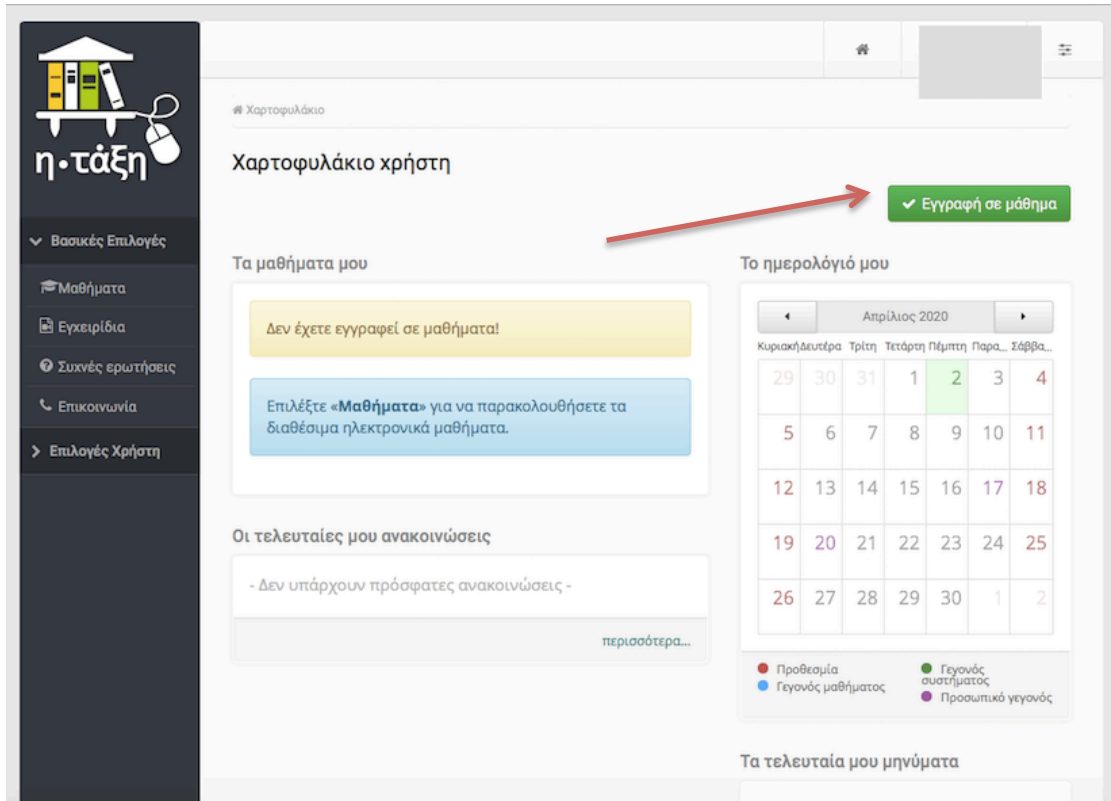 η•τάξη
Χαρτοφυλάκιο
Χαρτοφυλάκιο χρήστη
Εγγραφή σε μάθημα
Βασικές Επιλογές
Μαθήματα
Εγχειρίδια
Συχνές ερωτήσεις
Επικοινωνία
Επιλογές Χρήστη
Τα μαθήματα μου
Δεν έχετε εγγραφεί σε μαθήματα!
Επιλέξτε «Μαθήματα» για να παρακολουθήσετε τα
διαθέσιμα ηλεκτρονικά μαθήματα.
Οι τελευταίες μου ανακοινώσεις
- Δεν υπάρχουν πρόσφατες ανακοινώσεις -
περισσότερα...
Το ημερολόγιό μου
Απρίλιος 2020
Κυριακή Δευτέρα Τρίτη Τετάρτη Πέμπτη Παρα... Σάββα...
29 30 31 1 2 3 4
5 6 7 8 9 10 11
12 13 14 15 16 17 18
19 20 21 22 23 24 25
26 27 28 29 30 1 2
Προθεσμία
Γεγονός μαθήματος
Γεγονός
συστήματος
Προσωπικό γεγονός
Τα τελευταία μου μηνύματα